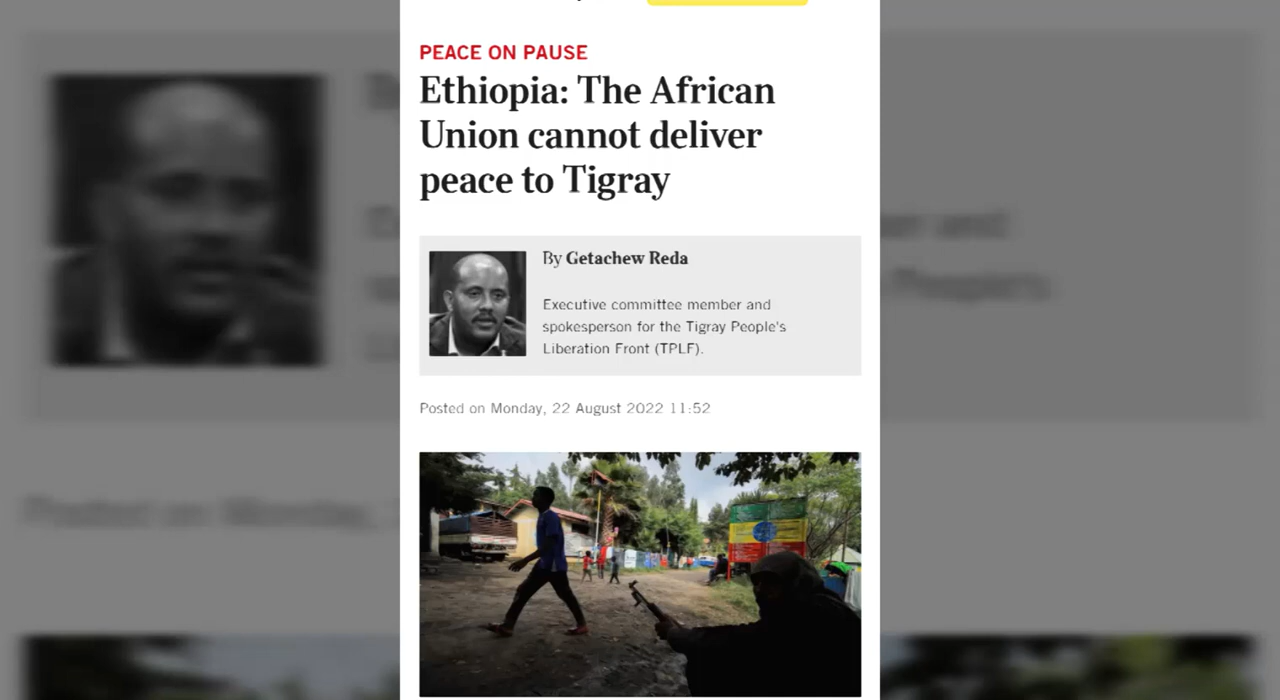 PEACE ON PAUSE
Ethiopia: The African
Union cannot deliver
peace to Tigray
By Getachew Reda
Executive committee member and
spokesperson for the Tigray People's
Liberation Front (TPLF).
Posted on Monday, 22 August 2022 11:52